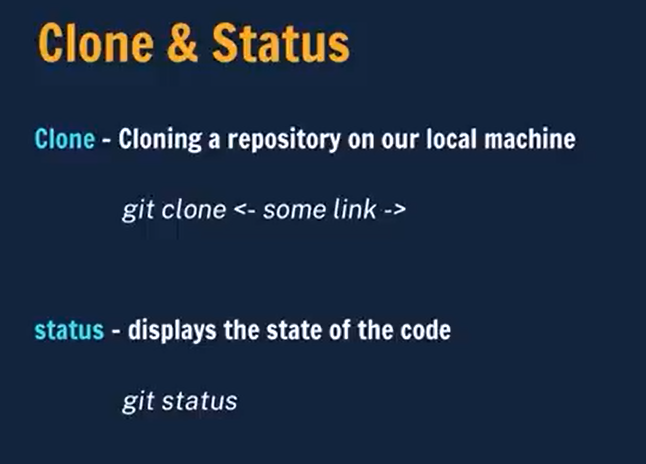 Clone & Status
Clone - Cloning a repository on our local machine
git clone <- some link ->
status - displays the state of the code
git status